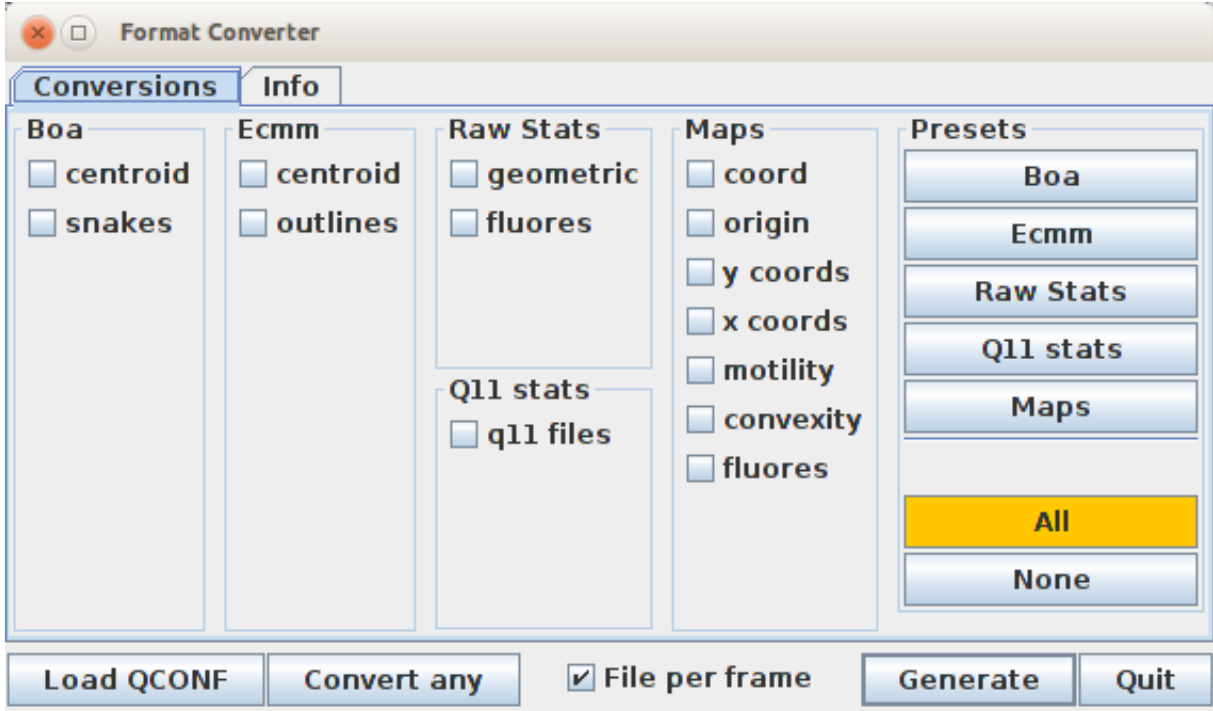 Format Converter
Conversions Info
Boa
centroid
snakes
Ecmm
centroid
outlines
Raw Stats
geometric
fluores
Q11 stats
q11 files
Maps
coord
origin
y coords
x coords
motility
convexity
fluores
Presets
Boa
Ecmm
Raw Stats
Q11 stats
Maps
All
None
Load QCONF Convert any File per frame Generate Quit